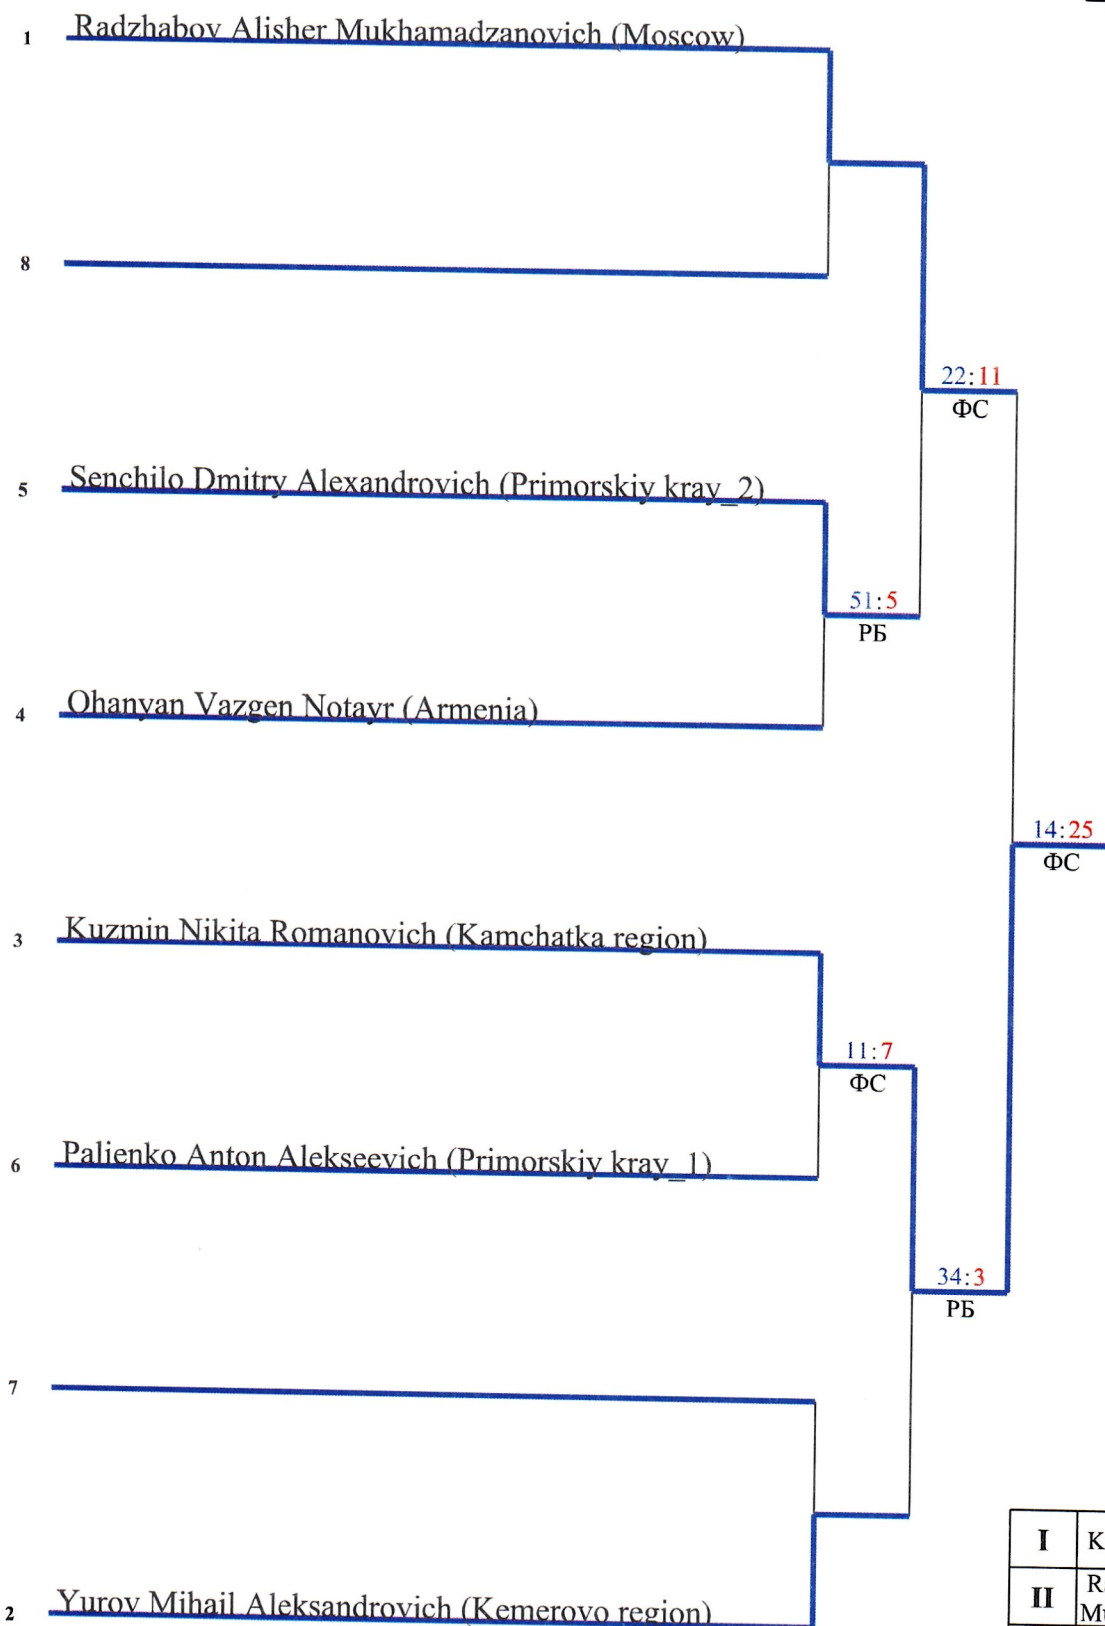 1 Radzhabov Alisher Mukhamadzanovich (Moscow)
8
22:11
ФС
5 Senchilo Dmitry Alexandrovich (Primorskiy kray_2)
51:5
РБ
4 Ohanyan Vazgen Notayr (Armenia)
14:25
ФС
3 Kuzmin Nikita Romanovich (Kamchatka region)
11:7
ФС
6 Palienko Anton Alekseevich (Primorskiy kray_1)
34:3
РБ
7
I K
II
Mu
2 Yurov Mihail Aleksandrovich (Kemerovo region)